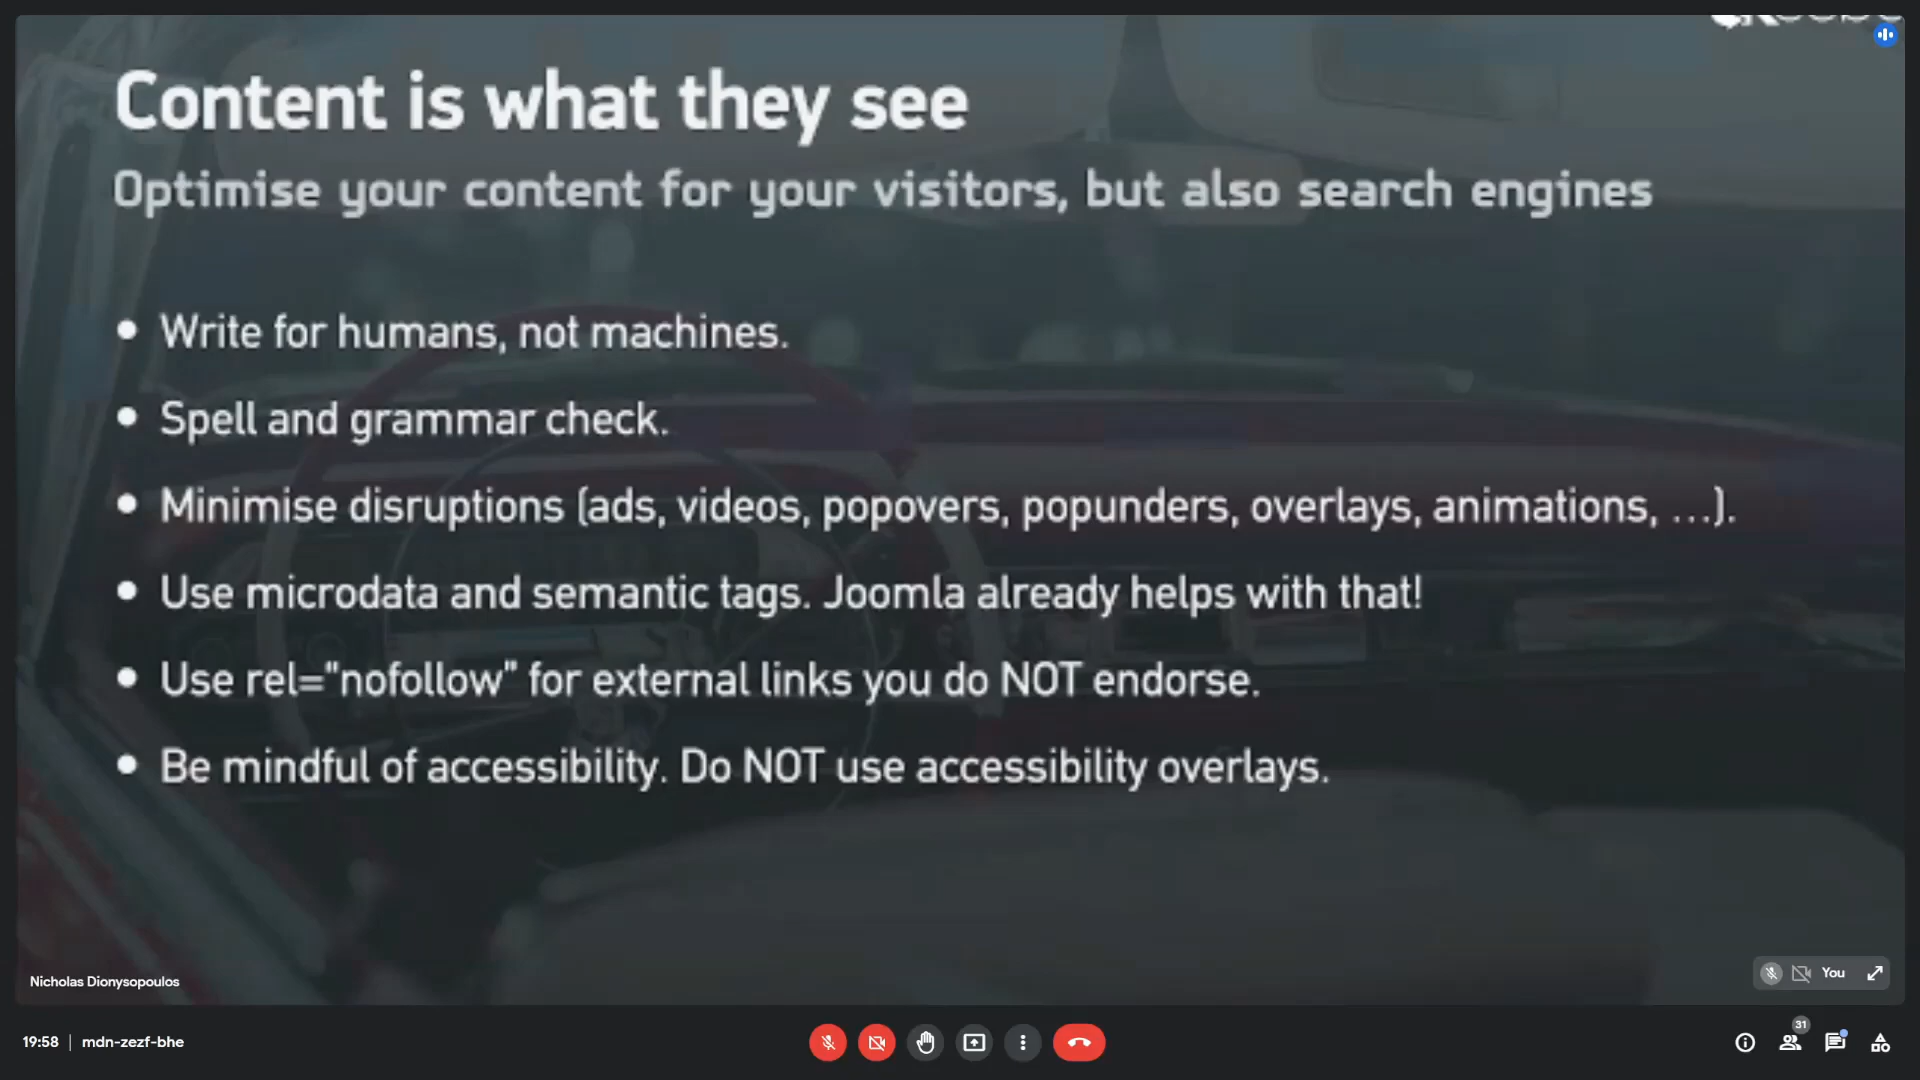 Content is what they see
Optimise your content for your visitors, but also search engines
• Write for humans, not machines.
• Spell and grammar check.
• Minimise disruptions (ads, videos, popovers, popunders, overlays, animations, ...).
• Use microdata and semantic tags. Joomla already helps with that!
• Use rel="nofollow" for external links you do NOT endorse.
• Be mindful of accessibility. Do NOT use accessibility overlays.
Nicholas Dionysopoulos
You
19:58 | mdn-zezf-bhe
31